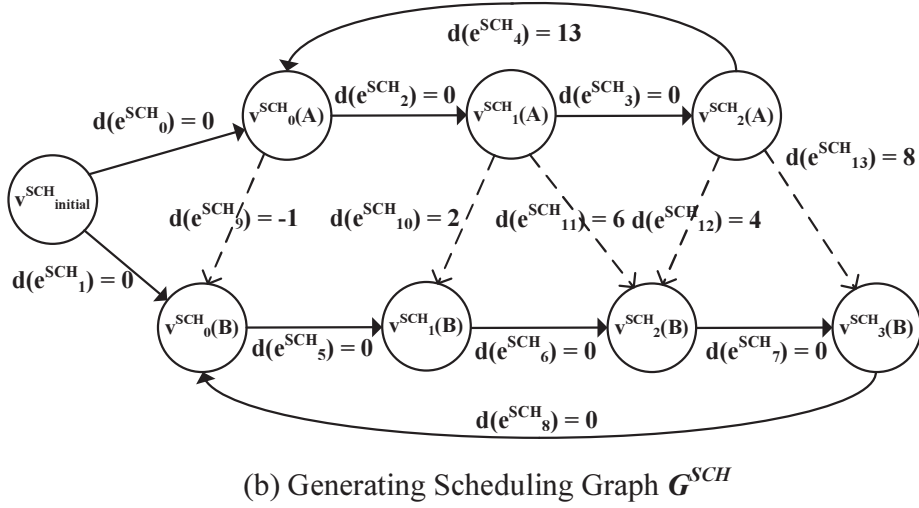 d(e^SCH_4) = 13
d(e^SCH_0) = 0
v^SCH_0(A)
d(e^SCH_2) = 0
v^SCH_1(A)
d(e^SCH_3) = 0
v^SCH_2(A)
d(e^SCH_13) = 8
v^SCH_initial
d(e^SCH_9) = -1
d(e^SCH_10) = 2
d(e^SCH_11) = 6
d(e^SCH_12) = 4
d(e^SCH_1) = 0
v^SCH_0(B)
d(e^SCH_5) = 0
v^SCH_1(B)
d(e^SCH_6) = 0
v^SCH_2(B)
d(e^SCH_7) = 0
v^SCH_3(B)
d(e^SCH_8) = 0
(b) Generating Scheduling Graph G^SCH